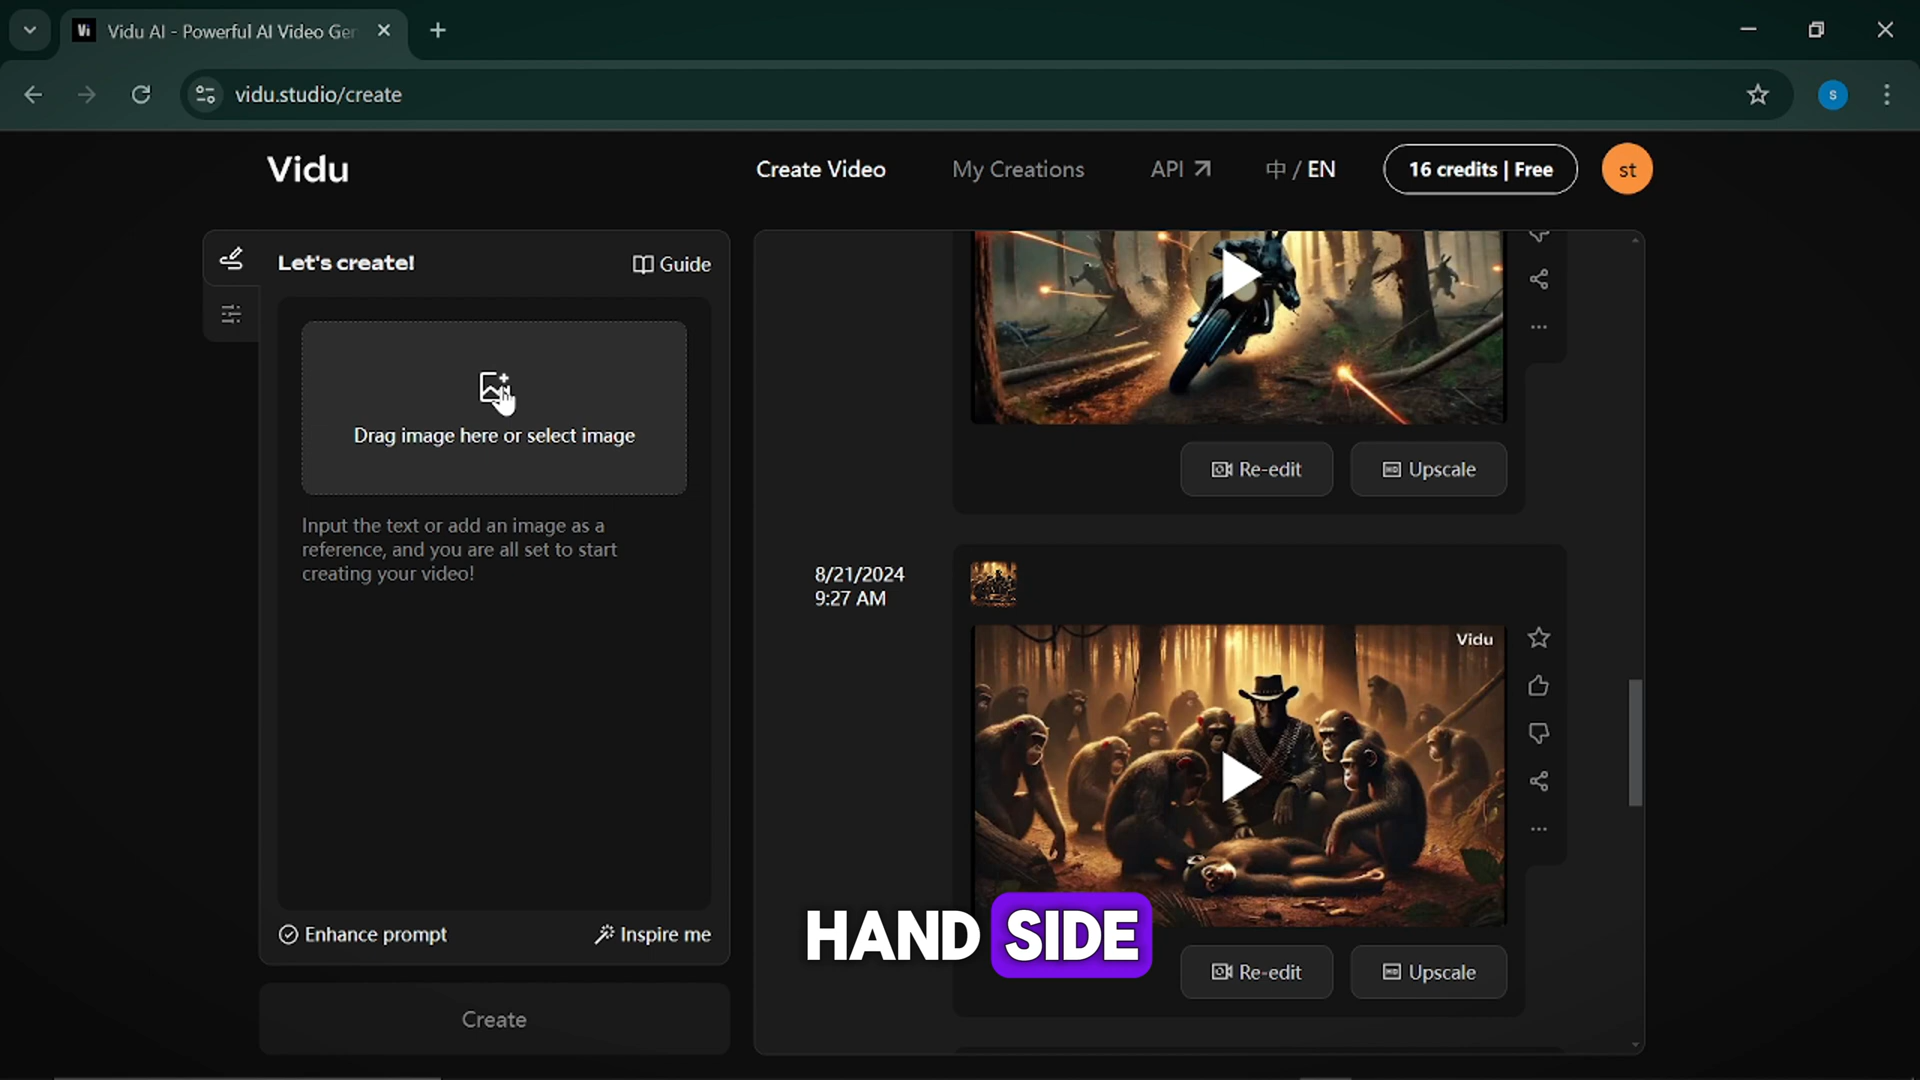 Vi Vidu AI - Powerful AI Video Ger
vidu.studio/create
s
Vidu
Create Video
My Creations
API
中 / EN
16 credits | Free
st
Let's create!
Guide
Drag image here or select image
Input the text or add an image as a
reference, and you are all set to start
creating your video!
Enhance prompt
Inspire me
Create
Re-edit
HD Upscale
8/21/2024
9:27 AM
Vidu
HAND SIDE
Re-edit
HD Upscale